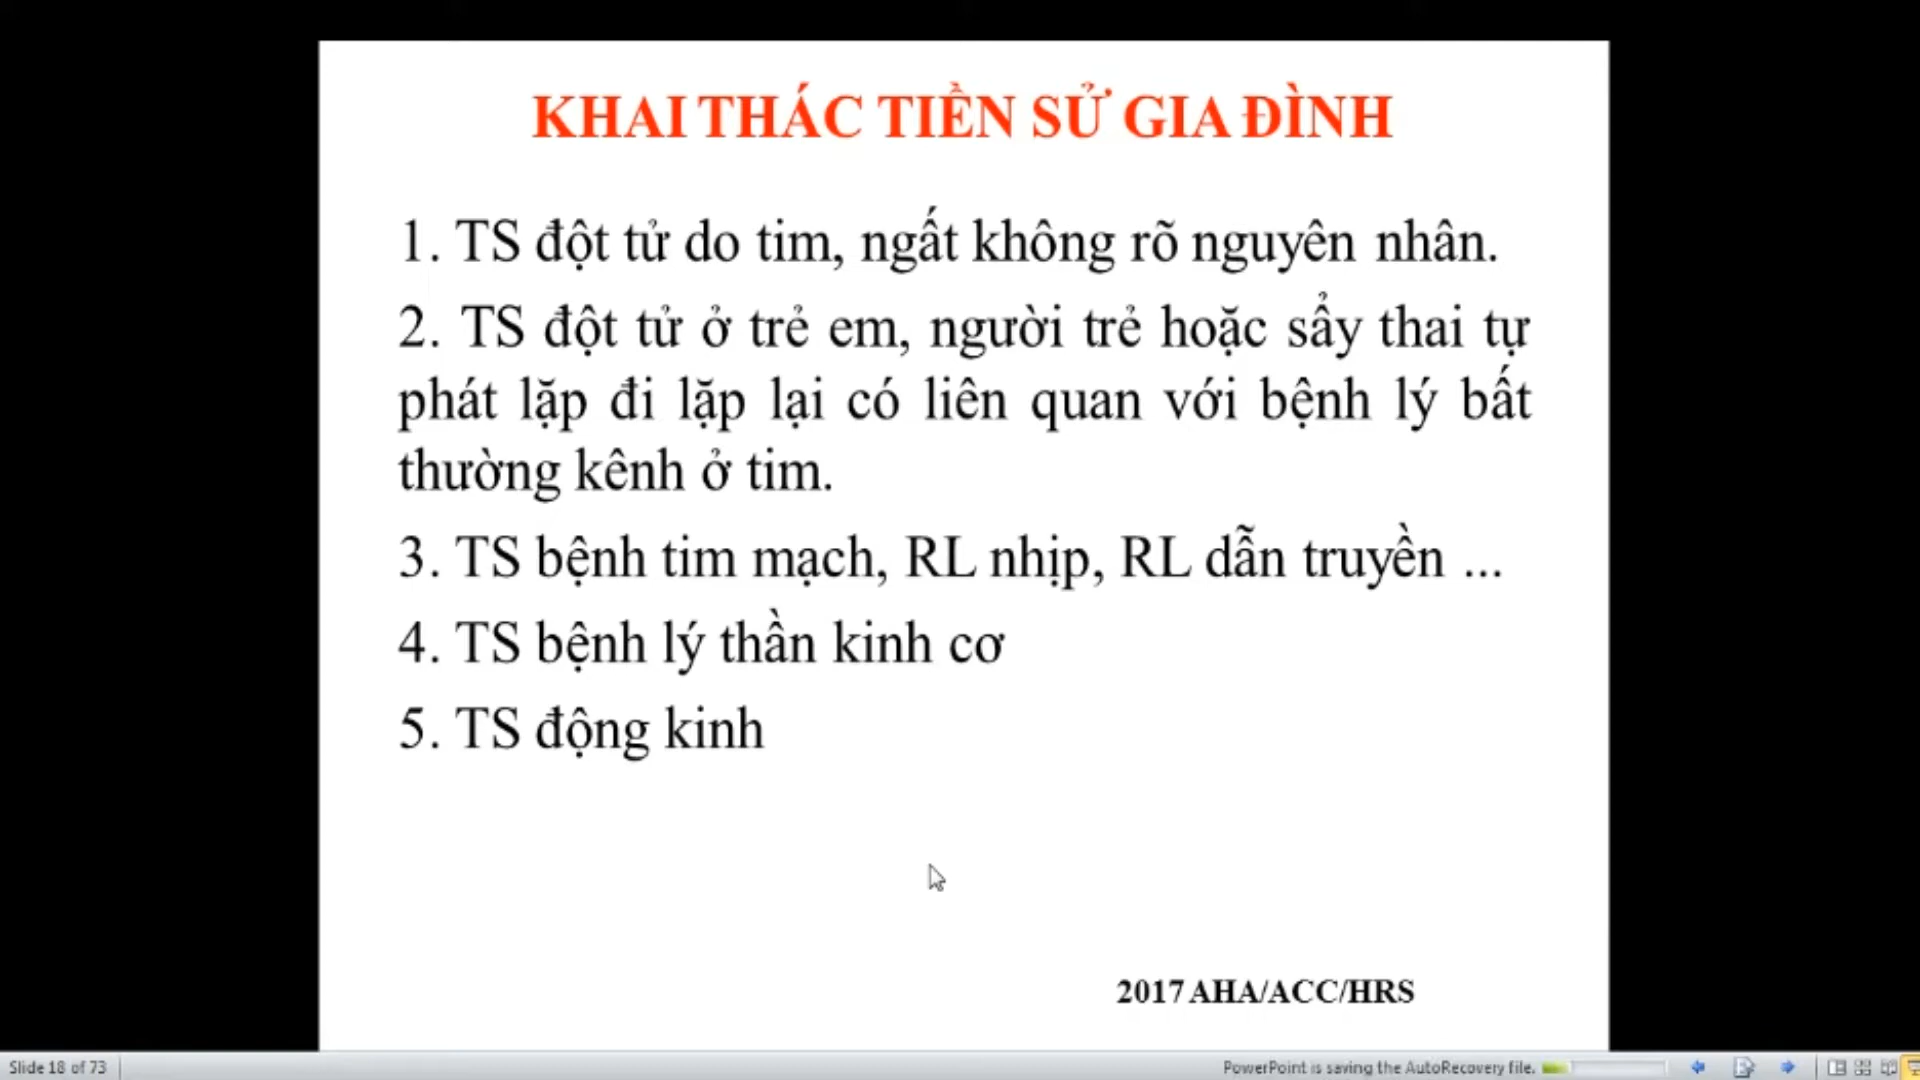 KHAI THÁC TIỀN SỬ GIA ĐÌNH
1. TS đột tử do tim, ngất không rõ nguyên nhân.
2. TS đột tử ở trẻ em, người trẻ hoặc sẩy thai tự
phát lặp đi lặp lại có liên quan với bệnh lý bất
thường kênh ở tim.
3. TS bệnh tim mạch, RL nhịp, RL dẫn truyền ...
4. TS bệnh lý thần kinh cơ
5. TS động kinh
2017 AHA/ACC/HRS
Slide 18 of 73
PowerPoint is saving the AutoRecovery file.